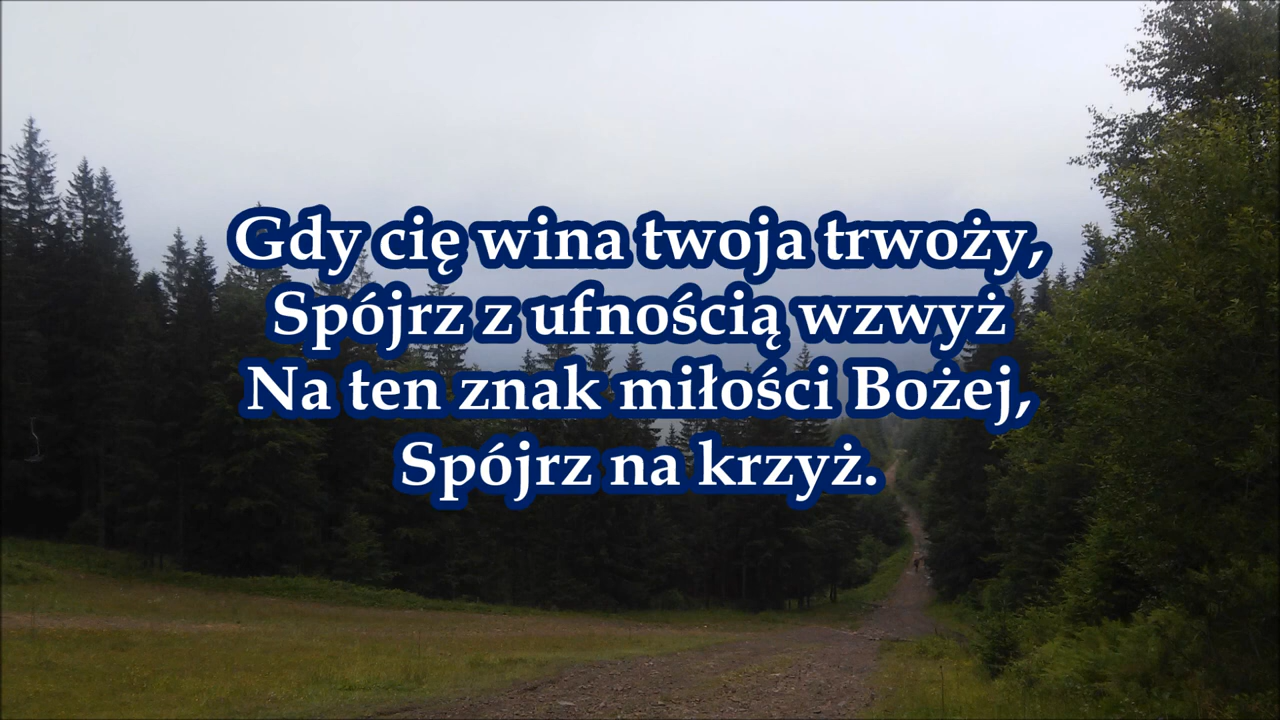 Gdy cię wina twoja trwoży,
Spójrz z ufnością wzwyż
Na ten znak miłości Bożej,
Spójrz na krzyż.